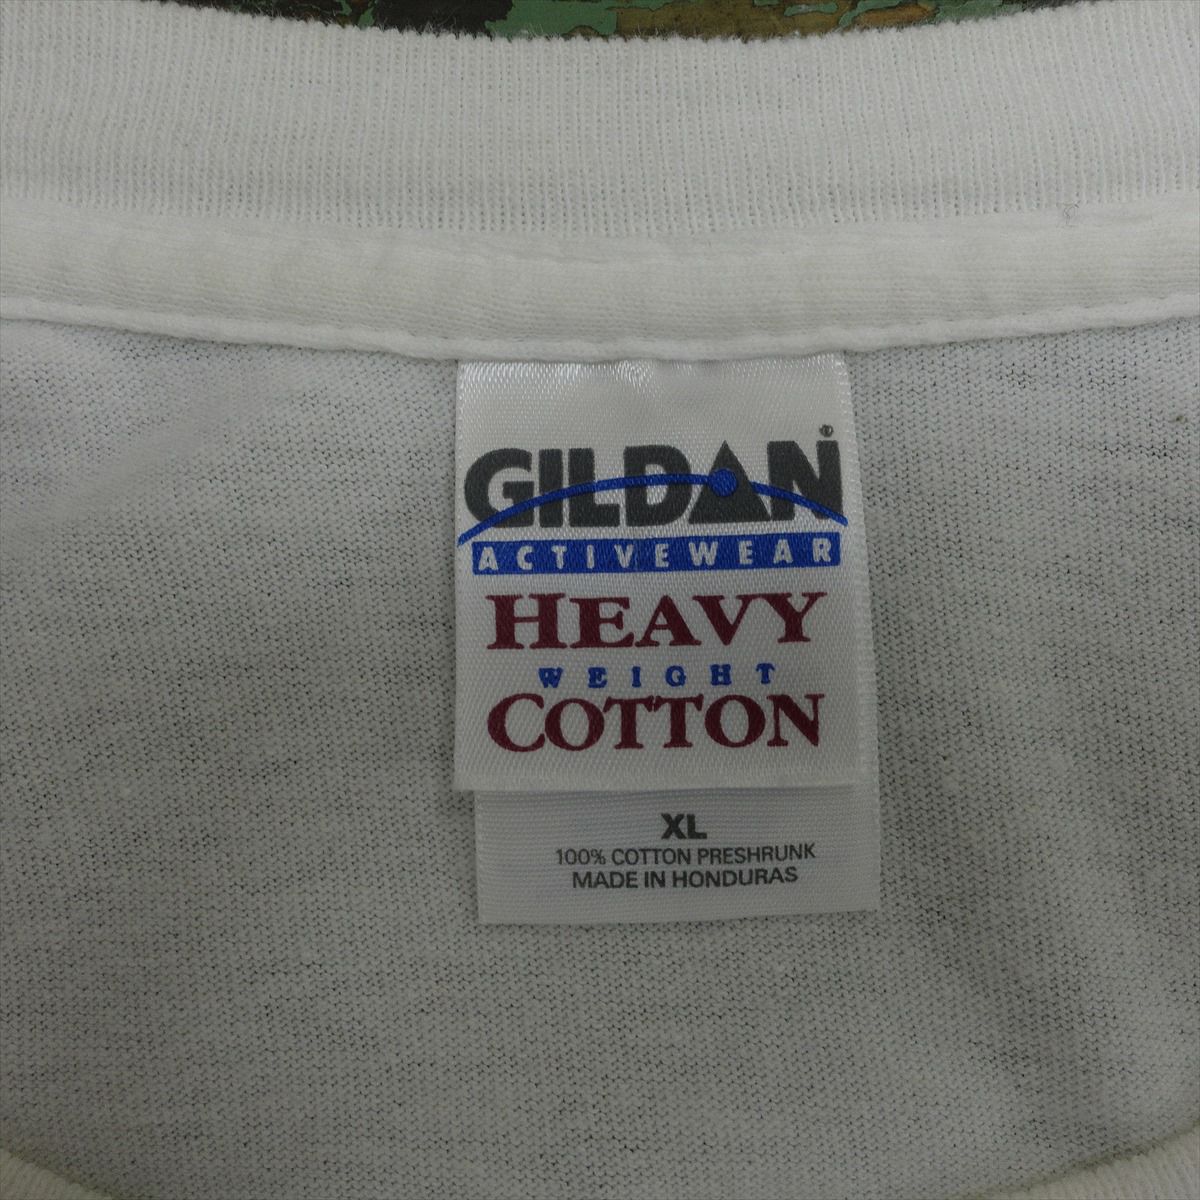 GILDAN®
ACTIVEWEAR
HEAVY
WEIGHT
COTTON
XL
100% COTTON PRESHRUNK
MADE IN HONDURAS